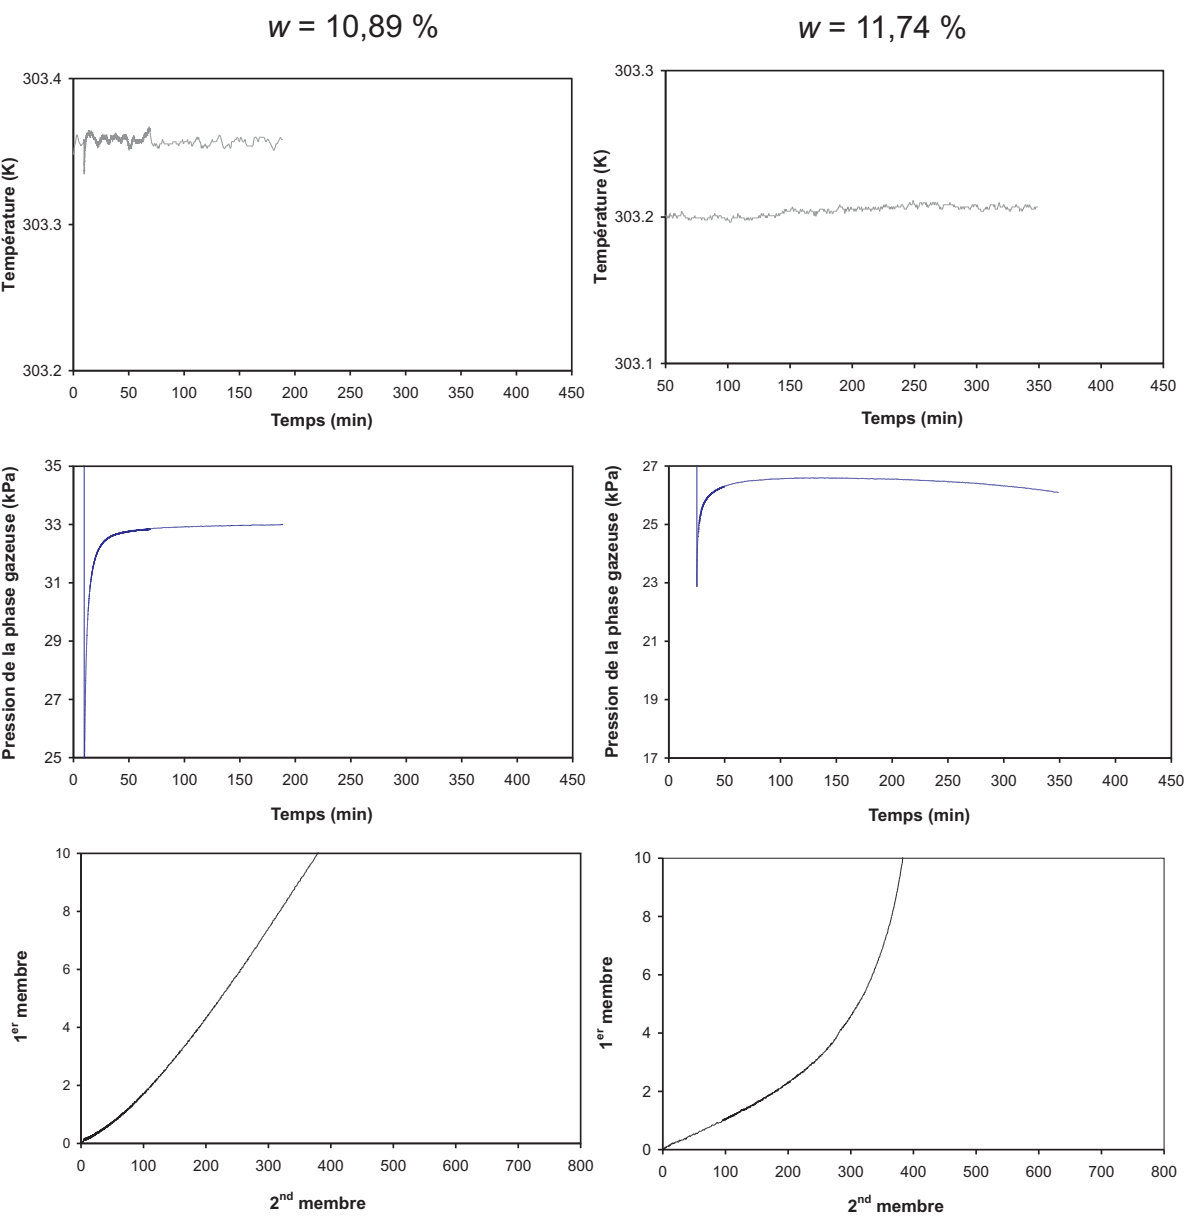 w = 10,89 %
w = 11,74 %
303.4
303.3
303.2
0 50 100 150 200 250 300 350 400 450
Température (K)
Temps (min)
303.3
303.2
303.1
50 100 150 200 250 300 350 400 450
Température (K)
Temps (min)
35
33
31
29
27
25
0 50 100 150 200 250 300 350 400 450
Pression de la phase gazeuse (kPa)
Temps (min)
27
25
23
21
19
17
0 50 100 150 200 250 300 350 400 450
Pression de la phase gazeuse (kPa)
Temps (min)
10
8
6
4
2
0
0 100 200 300 400 500 600 700 800
1er membre
2nd membre
10
8
6
4
2
0
0 100 200 300 400 500 600 700 800
1er membre
2nd membre